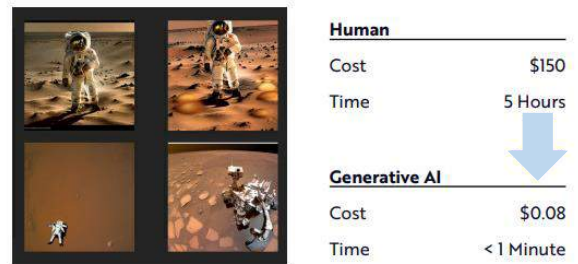 Human
Cost $150
Time 5 Hours
Generative AI
Cost $0.08
Time < 1 Minute